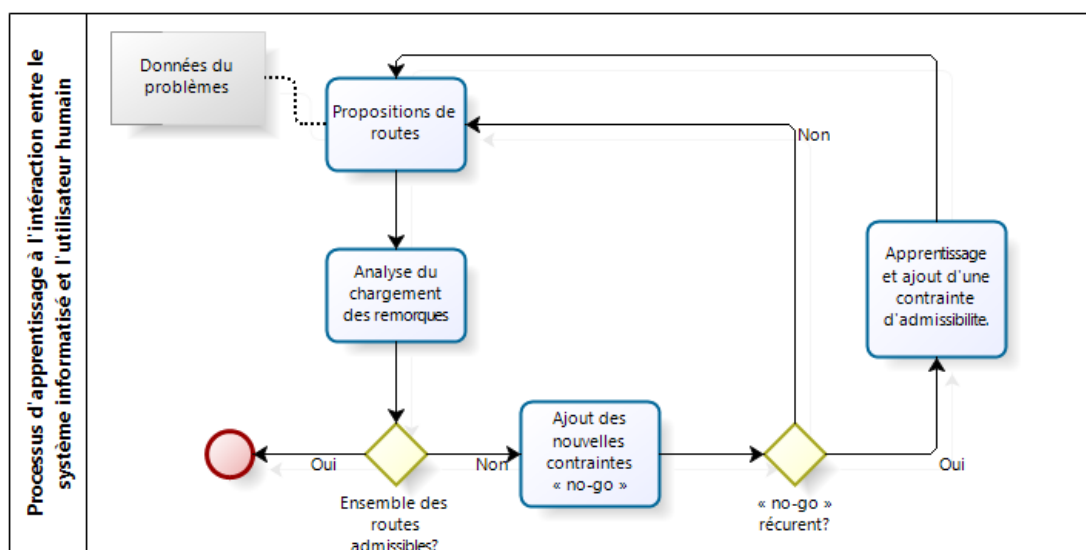 Processus d'apprentissage à l'intéraction entre le
système informatisé et l'utilisateur humain
Données du
problèmes
Propositions de
routes
Non
Analyse du
chargement
des remorques
Apprentissage
et ajout d'une
contrainte
d'admissibilite.
Oui
Ensemble des
routes
admissibles?
Non
Ajout des
nouvelles
contraintes
« no-go »
« no-go »
récurent?
Oui